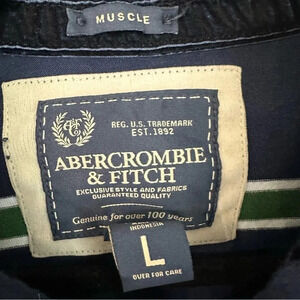 MUSCLE
REG. U.S. TRADEMARK
EST. 1892
ABERCROMBIE
& FITCH
EXCLUSIVE STYLE AND FABRICS
GUARANTEED QUALITY
Genuine for over 100 years
INDONESIA
L
OVER FOR CARE